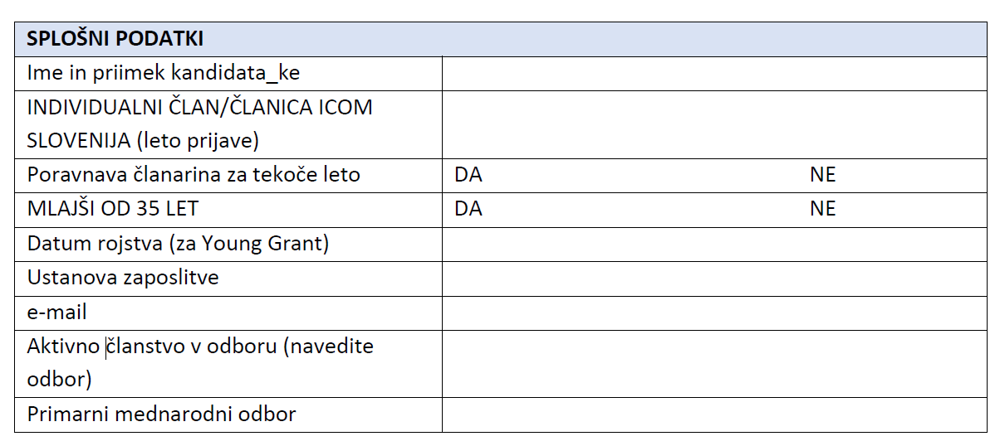 SPLOŠNI PODATKI
Ime in priimek kandidata_ke
INDIVIDUALNI ČLAN/ČLANICA ICOM
SLOVENIJA (leto prijave)
Poravnava članarina za tekoče leto DA NE
MLAJŠI OD 35 LET DA NE
Datum rojstva (za Young Grant)
Ustanova zaposlitve
e-mail
Aktivno članstvo v odboru (navedite
odbor)
Primarni mednarodni odbor